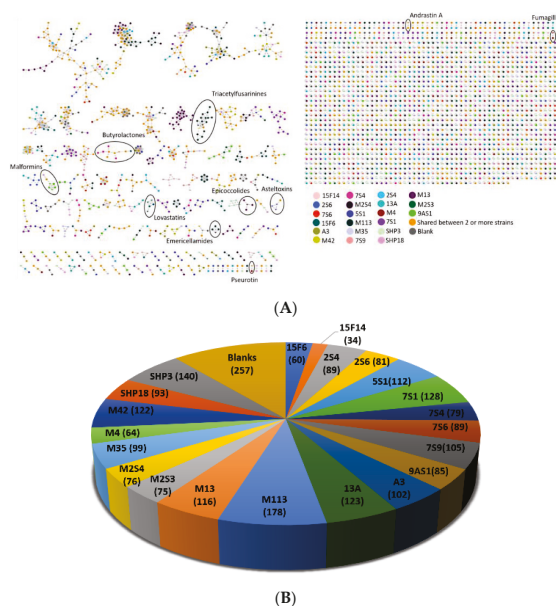 Andrastin A
Fumagill
Triacetylfusarinines
Butyrolactones
Malformins
Epicoccolides
Asteltoxins
Lovastatins
Emericellamides
Pseurotin
15F14 7S4 2S4 M13
2S6 M2S4 13A M2S3
7S6 5S1 M4 9AS1
15F6 M113 7S1 Shared between 2 or more strains
A3 M35 SHP3 Blank
M42 7S9 SHP18
(A)
15F14
(34)
15F6
(60)
2S4
(89)
2S6 (81)
5S1(112)
7S1 (128)
7S4 (79)
7S6 (89)
7S9(105)
9AS1(85)
A3
(102)
13A
(123)
M113
(178)
M13
(116)
M2S3
(75)
M2S4
(76)
M35 (99)
M4 (64)
M42 (122)
SHP18 (93)
SHP3 (140)
Blanks
(257)
(B)